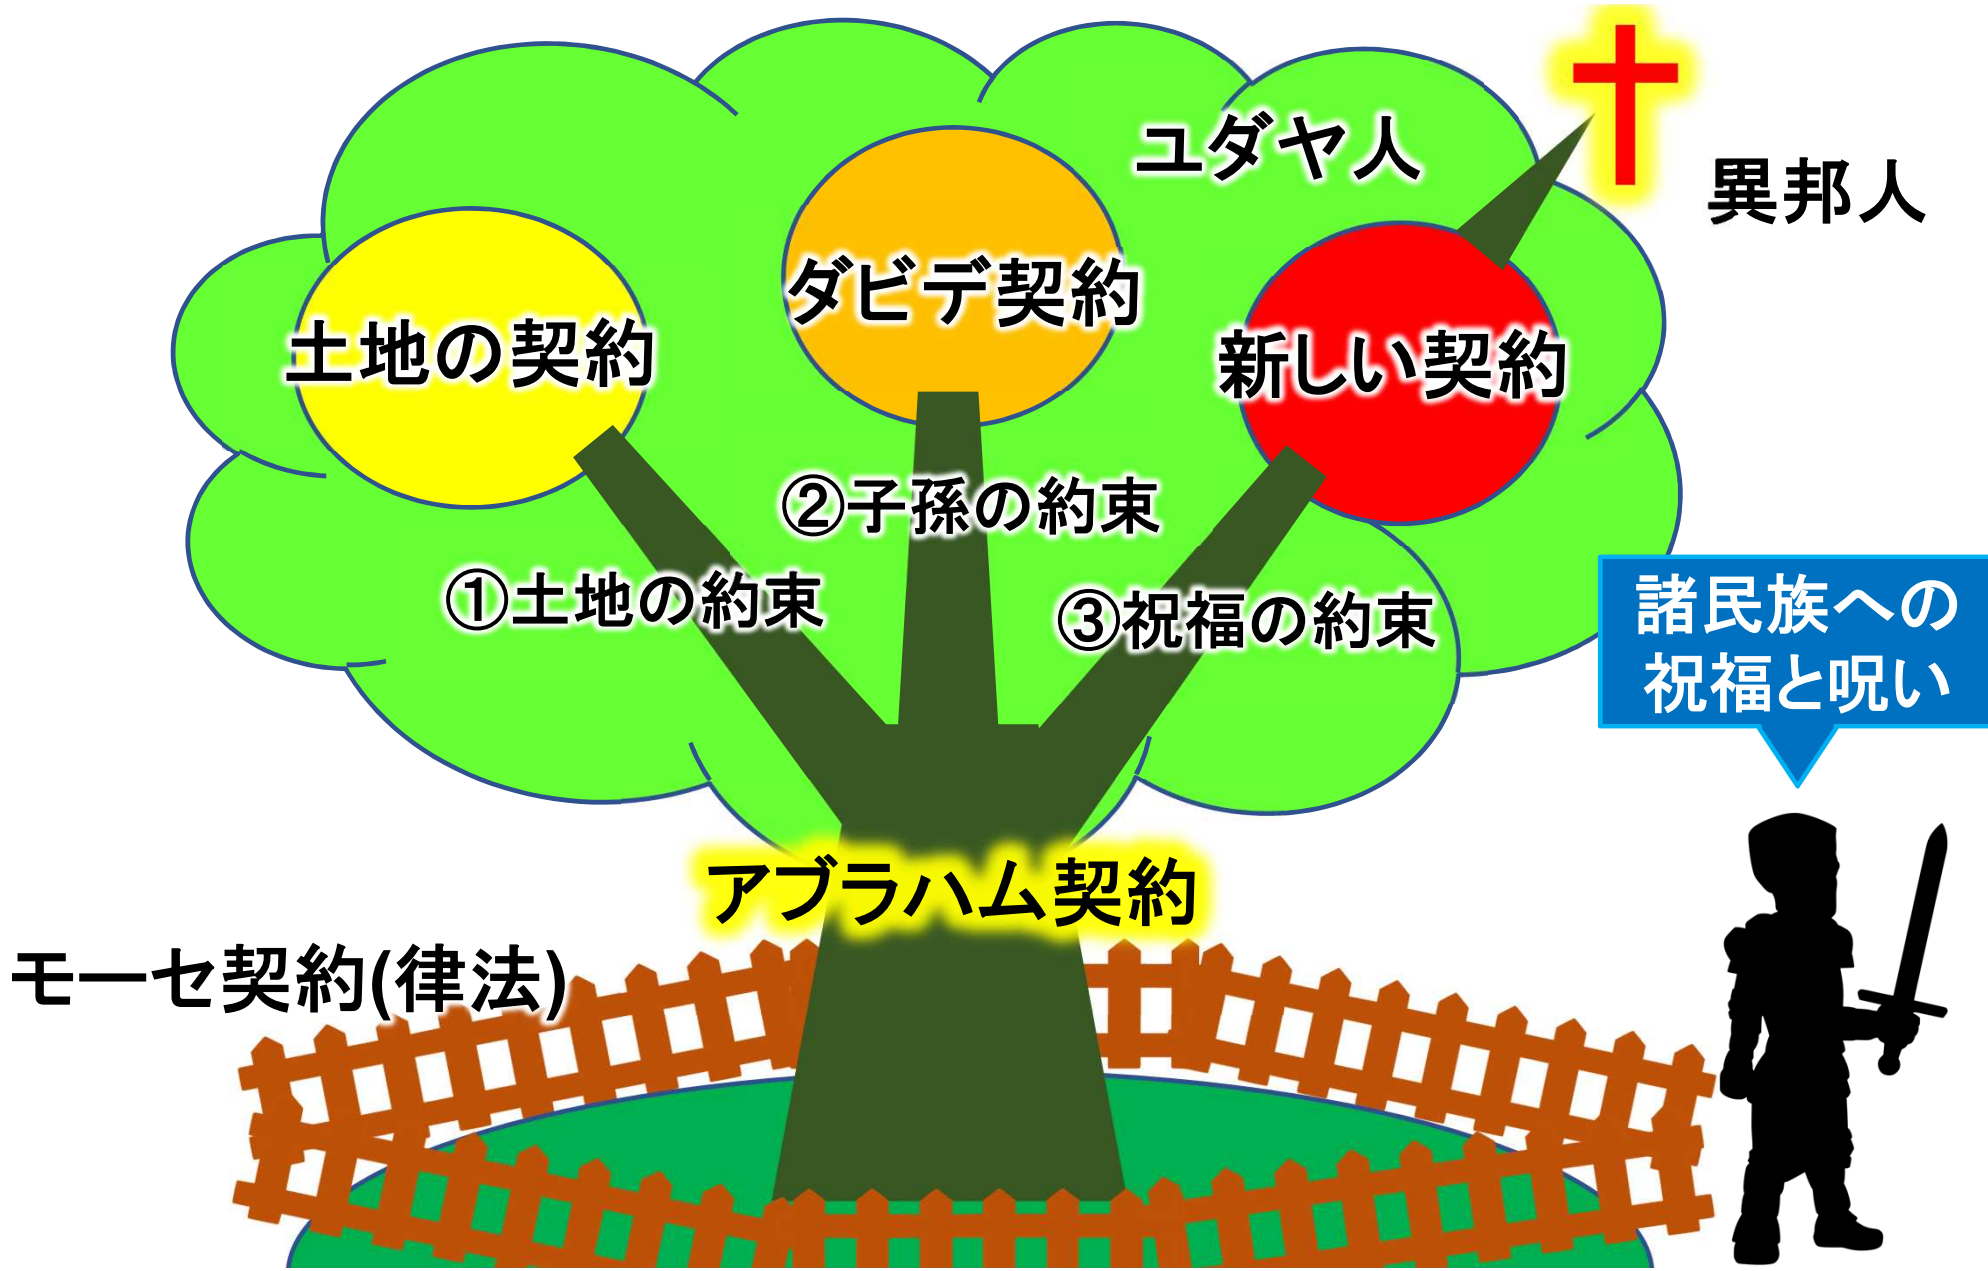 ユダヤ人
異邦人
ダビデ契約
土地の契約
新しい契約
②子孫の約束
①土地の約束
③祝福の約束
諸民族への
祝福と呪い
アブラハム契約
モーセ契約(律法)